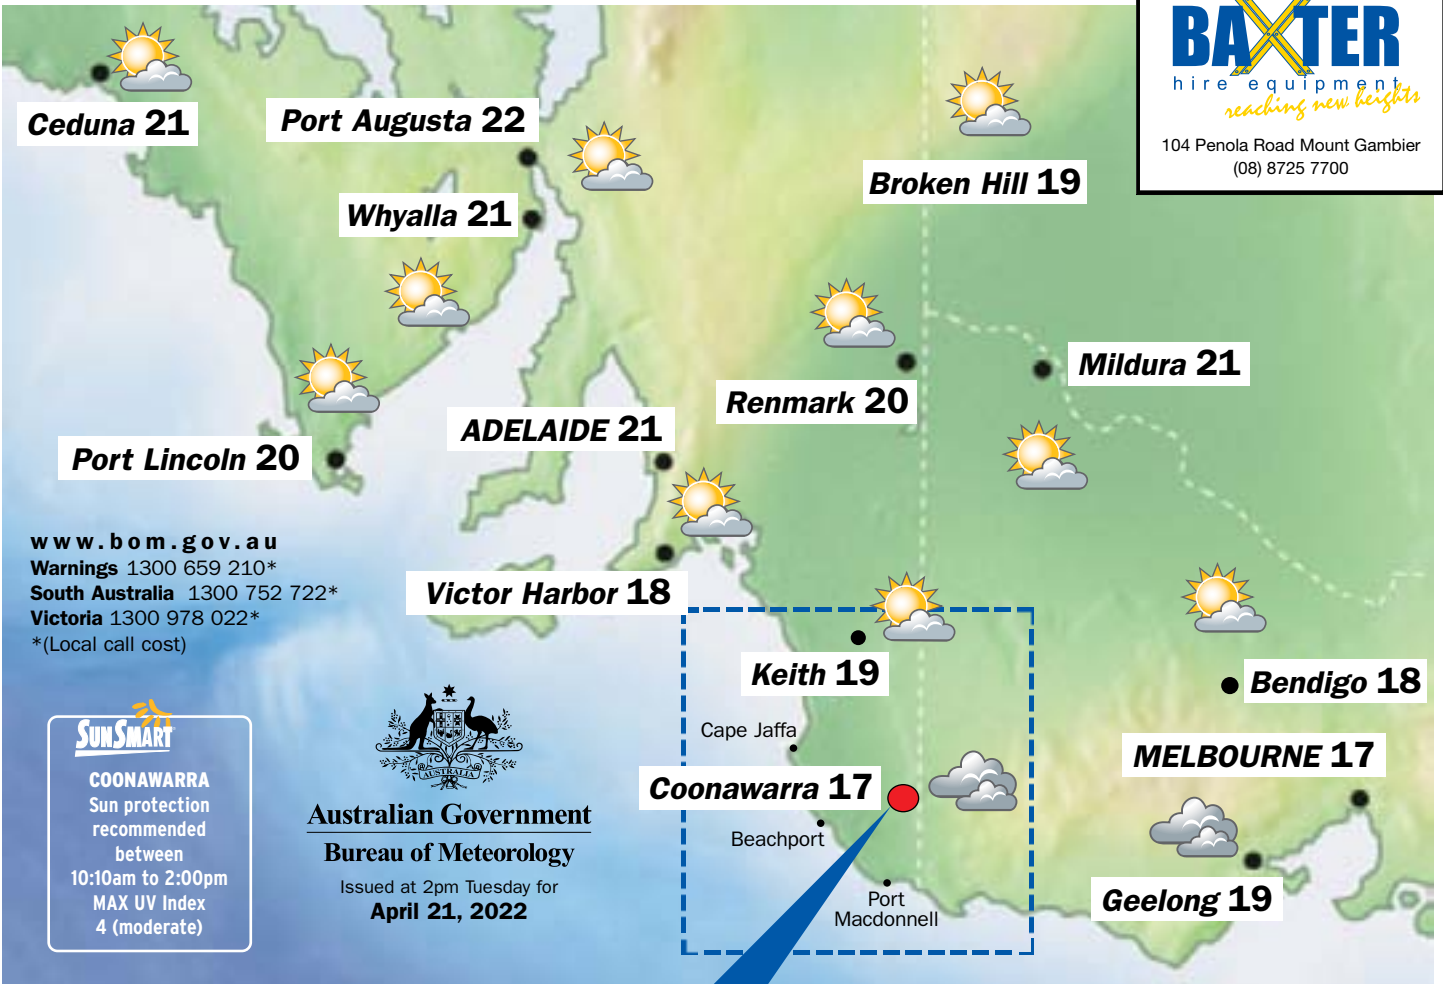 BAXTER
hire equipment
reaching new heights
104 Penola Road Mount Gambier
(08) 8725 7700
Ceduna 21
Port Augusta 22
Whyalla 21
Broken Hill 19
Renmark 20
Mildura 21
ADELAIDE 21
Port Lincoln 20
Victor Harbor 18
www.bom.gov.au
Warnings 1300 659 210*
South Australia 1300 752 722*
Victoria 1300 978 022*
*(Local call cost)
Keith 19
Bendigo 18
Cape Jaffa
MELBOURNE 17
Coonawarra 17
Beachport
Geelong 19
Port
Macdonnell
SUNSMART
COONAWARRA
Sun protection
recommended
between
10:10am to 2:00pm
MAX UV Index
4 (moderate)
AUSTRALIA
Australian Government
Bureau of Meteorology
Issued at 2pm Tuesday for
April 21, 2022